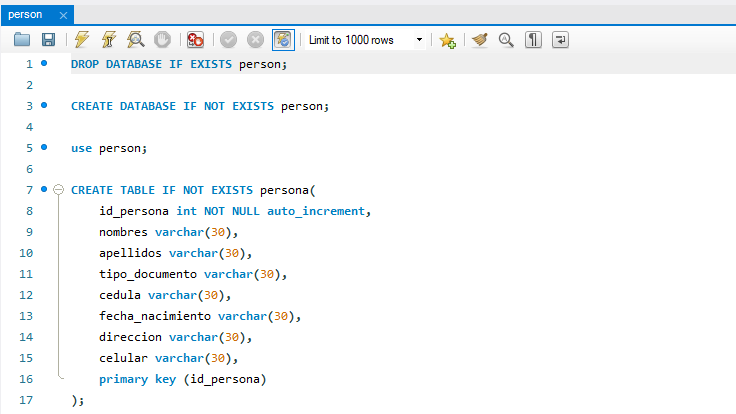 person
Limit to 1000 rows
1 DROP DATABASE IF EXISTS person;
2
3 CREATE DATABASE IF NOT EXISTS person;
4
5 use person;
6
7 CREATE TABLE IF NOT EXISTS persona(
8 id_persona int NOT NULL auto_increment,
9 nombres varchar(30),
10 apellidos varchar(30),
11 tipo_documento varchar(30),
12 cedula varchar(30),
13 fecha_nacimiento varchar(30),
14 direccion varchar(30),
15 celular varchar(30),
16 primary key (id_persona)
17 );